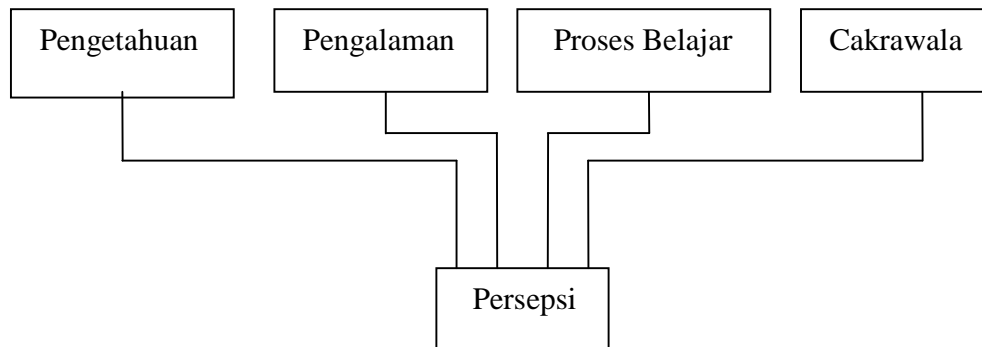 Pengetahuan
Pengalaman
Proses Belajar
Cakrawala
Persepsi